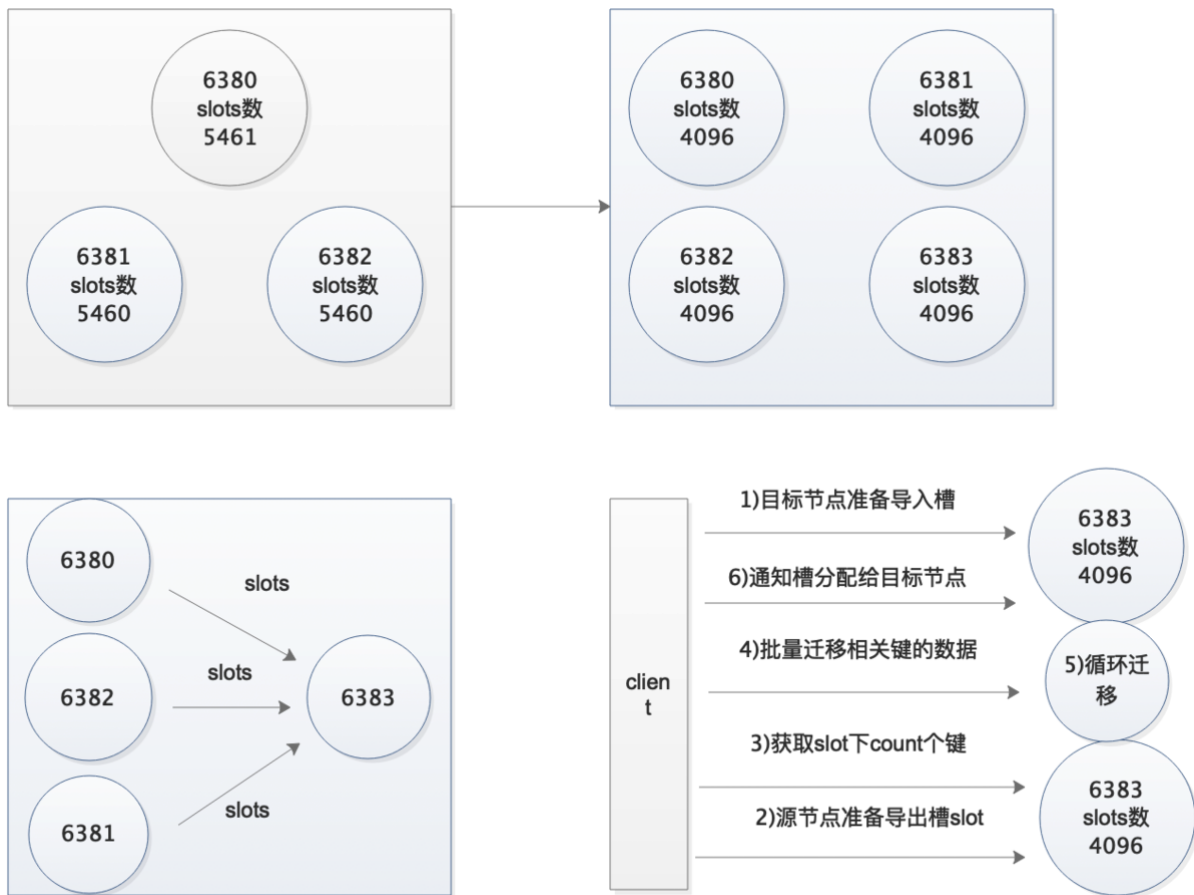 6380
slots数
5461
6381
slots数
5460
6382
slots数
5460
6380
slots数
4096
6381
slots数
4096
6382
slots数
4096
6383
slots数
4096
6380
slots
6382
slots
6383
6381
slots
clien
t
1)目标节点准备导入槽
6)通知槽分配给目标节点
4)批量迁移相关键的数据
3)获取slot下count个键
2)源节点准备导出槽slot
6383
slots数
4096
5)循环迁
移
6383
slots数
4096